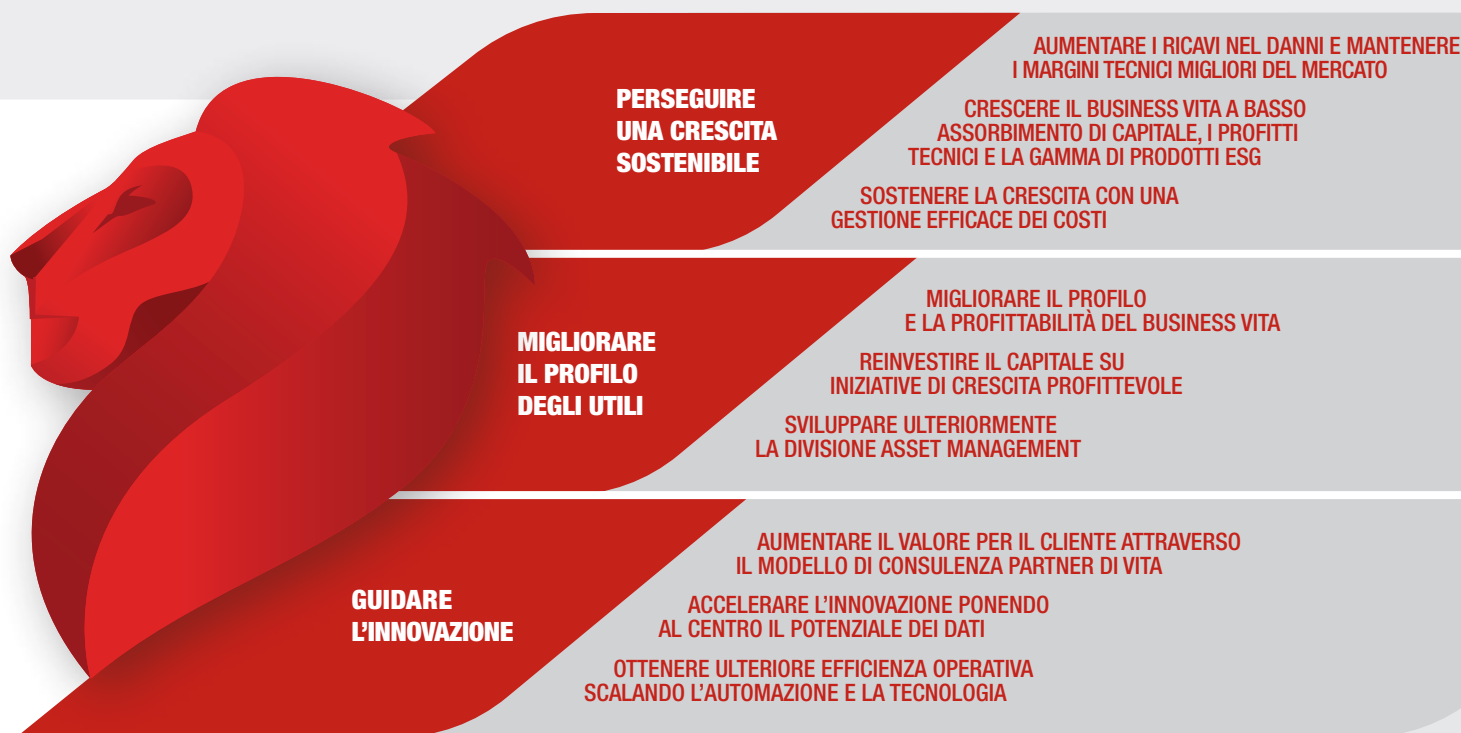 PERSEGUIRE
UNA CRESCITA
SOSTENIBILE
AUMENTARE I RICAVI NEL DANNI E MANTENERE
I MARGINI TECNICI MIGLIORI DEL MERCATO
CRESCERE IL BUSINESS VITA A BASSO
ASSORBIMENTO DI CAPITALE, I PROFITTI
TECNICI E LA GAMMA DI PRODOTTI ESG
SOSTENERE LA CRESCITA CON UNA
GESTIONE EFFICACE DEI COSTI
MIGLIORARE
IL PROFILO
DEGLI UTILI
MIGLIORARE IL PROFILO
E LA PROFITTABILITÀ DEL BUSINESS VITA
REINVESTIRE IL CAPITALE SU
INIZIATIVE DI CRESCITA PROFITTEVOLE
SVILUPPARE ULTERIORMENTE
LA DIVISIONE ASSET MANAGEMENT
GUIDARE
L'INNOVAZIONE
AUMENTARE IL VALORE PER IL CLIENTE ATTRAVERSO
IL MODELLO DI CONSULENZA PARTNER DI VITA
ACCELERARE L'INNOVAZIONE PONENDO
AL CENTRO IL POTENZIALE DEI DATI
OTTENERE ULTERIORE EFFICIENZA OPERATIVA
SCALANDO L'AUTOMAZIONE E LA TECNOLOGIA